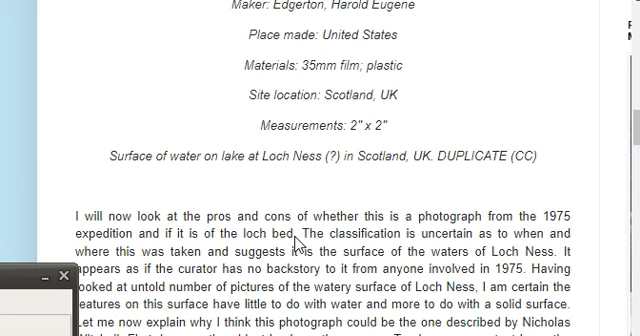 Maker: Edgerton, Harold Eugene
Place made: United States
Materials: 35mm film; plastic
Site location: Scotland, UK
Measurements: 2" x 2"
Surface of water on lake at Loch Ness (?) in Scotland, UK. DUPLICATE (CC)
I will now look at the pros and cons of whether this is a photograph from the 1975
expedition and if it is of the loch bed. The classification is uncertain as to when and
where this was taken and suggests is the surface of the waters of Loch Ness. It
appears as if the curator has no backstory to it from anyone involved in 1975. Having
looked at untold number of pictures of the watery surface of Loch Ness, I am certain the
features on this surface have little to do with water and more to do with a solid surface.
Let me now explain why I think this photograph could be the one described by Nicholas